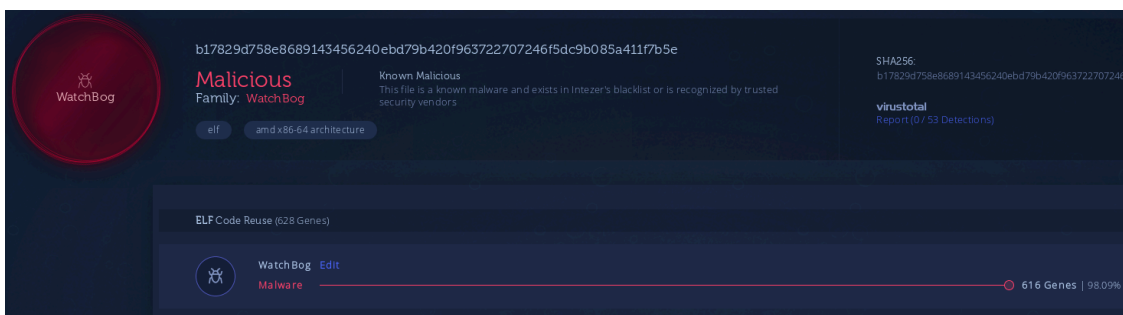 WatchBog
b17829d758e8689143456240ebd79b420f963722707246f5dc9b085a411f7b5e
Malicious
Family: WatchBog
elf
amd x86-64 architecture
Known Malicious
This file is a known malware and exists in Intezer's blacklist or is recognized by trusted
security vendors
SHA256:
b17829d758e8689143456240ebd79b420f96372270724
virustotal
Report (0 / 53 Detections)
ELF Code Reuse (628 Genes)
WatchBog Edit
Malware
616 Genes | 98.09%